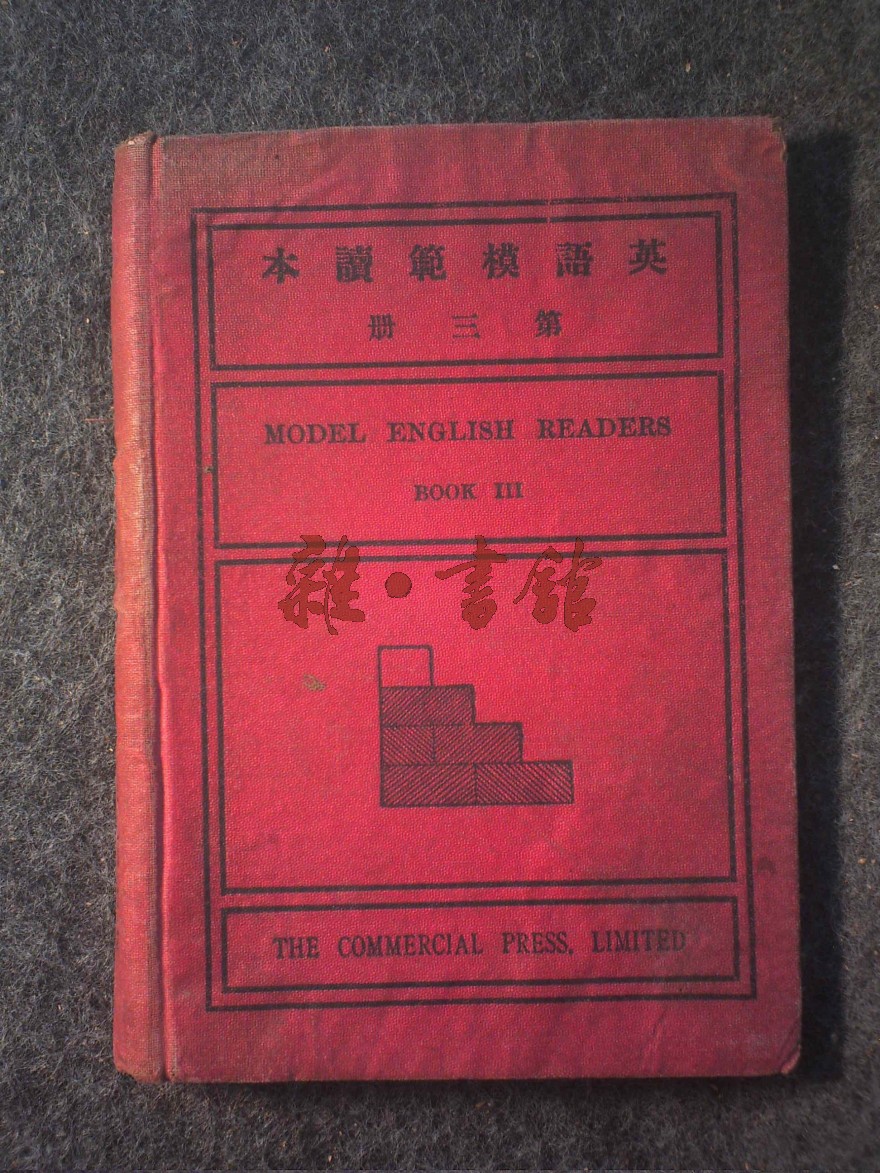 英語模範讀本
第三册
MODEL ENGLISH READERS
BOOK III
雜·書館
THE COMMERCIAL PRESS, LIMITED